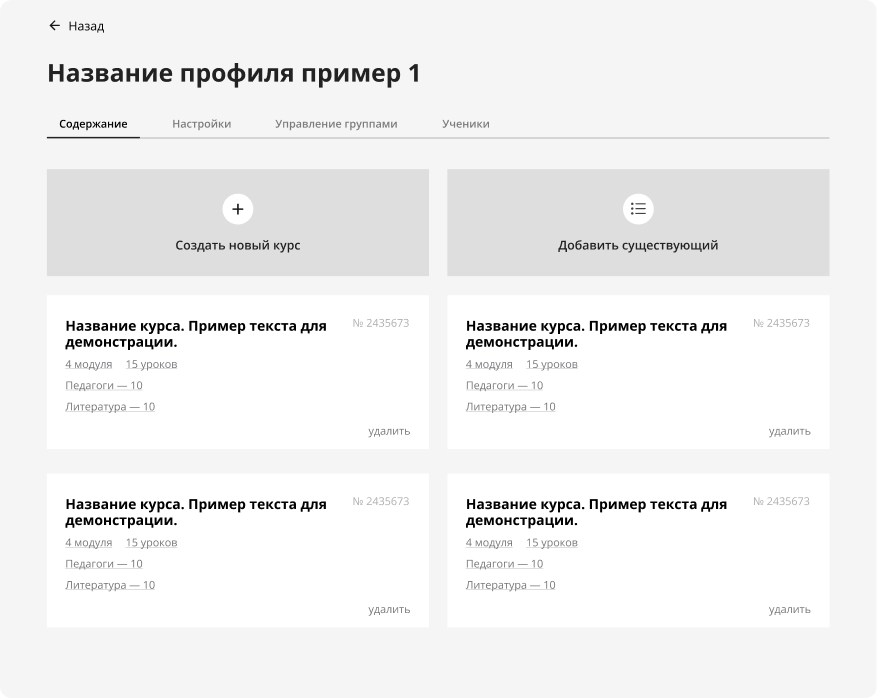 Назад
Название профиля пример 1
Содержание Настройки Управление группами Ученики
Создать новый курс
Добавить существующий
Название курса. Пример текста для
демонстрации.
№ 2435673
4 модуля 15 уроков
Педагоги — 10
Литература — 10
удалить
Название курса. Пример текста для
демонстрации.
№ 2435673
4 модуля 15 уроков
Педагоги — 10
Литература — 10
удалить
Название курса. Пример текста для
демонстрации.
№ 2435673
4 модуля 15 уроков
Педагоги — 10
Литература — 10
удалить
Название курса. Пример текста для
демонстрации.
№ 2435673
4 модуля 15 уроков
Педагоги — 10
Литература — 10
удалить